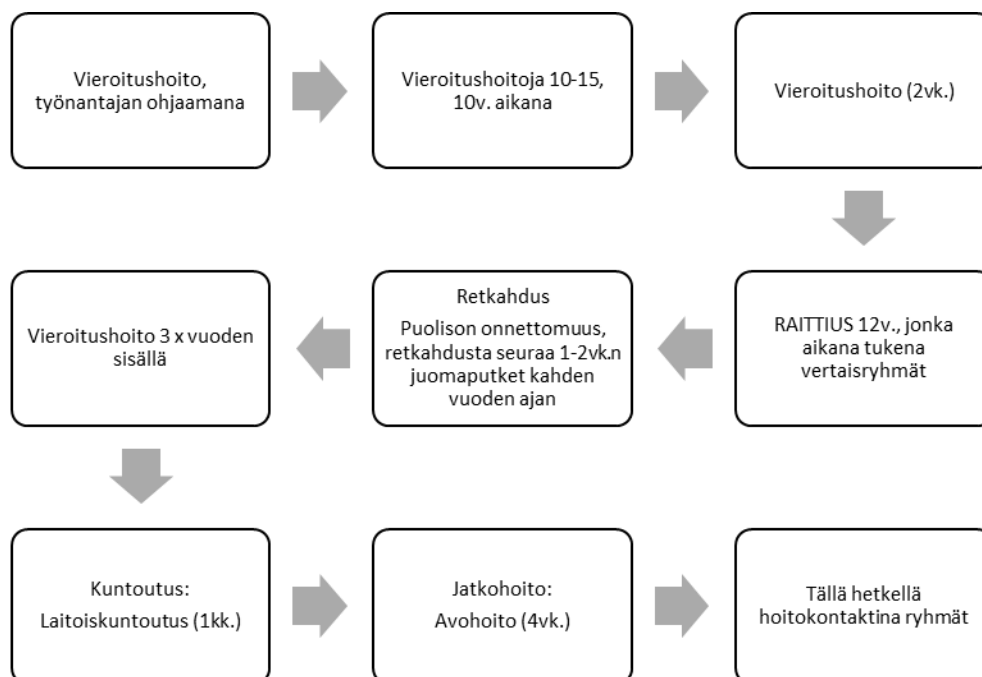 Vieroitushoito,
työnantajan ohjaamana
Vieroitushoitoja 10-15,
10v. aikana
Vieroitushoito (2vk.)
RAITTIUS 12v., jonka
aikana tukena
vertaisryhmät
Retkahdus
Puolison onnettomuus,
retkahdusta seuraa 1-2vk.n
juomaputket kahden
vuoden ajan
Vieroitushoito 3 x vuoden
sisällä
Kuntoutus:
Laitoiskuntoutus (1kk.)
Jatkohoito:
Avohoito (4vk.)
Tällä hetkellä
hoitokontaktina ryhmät